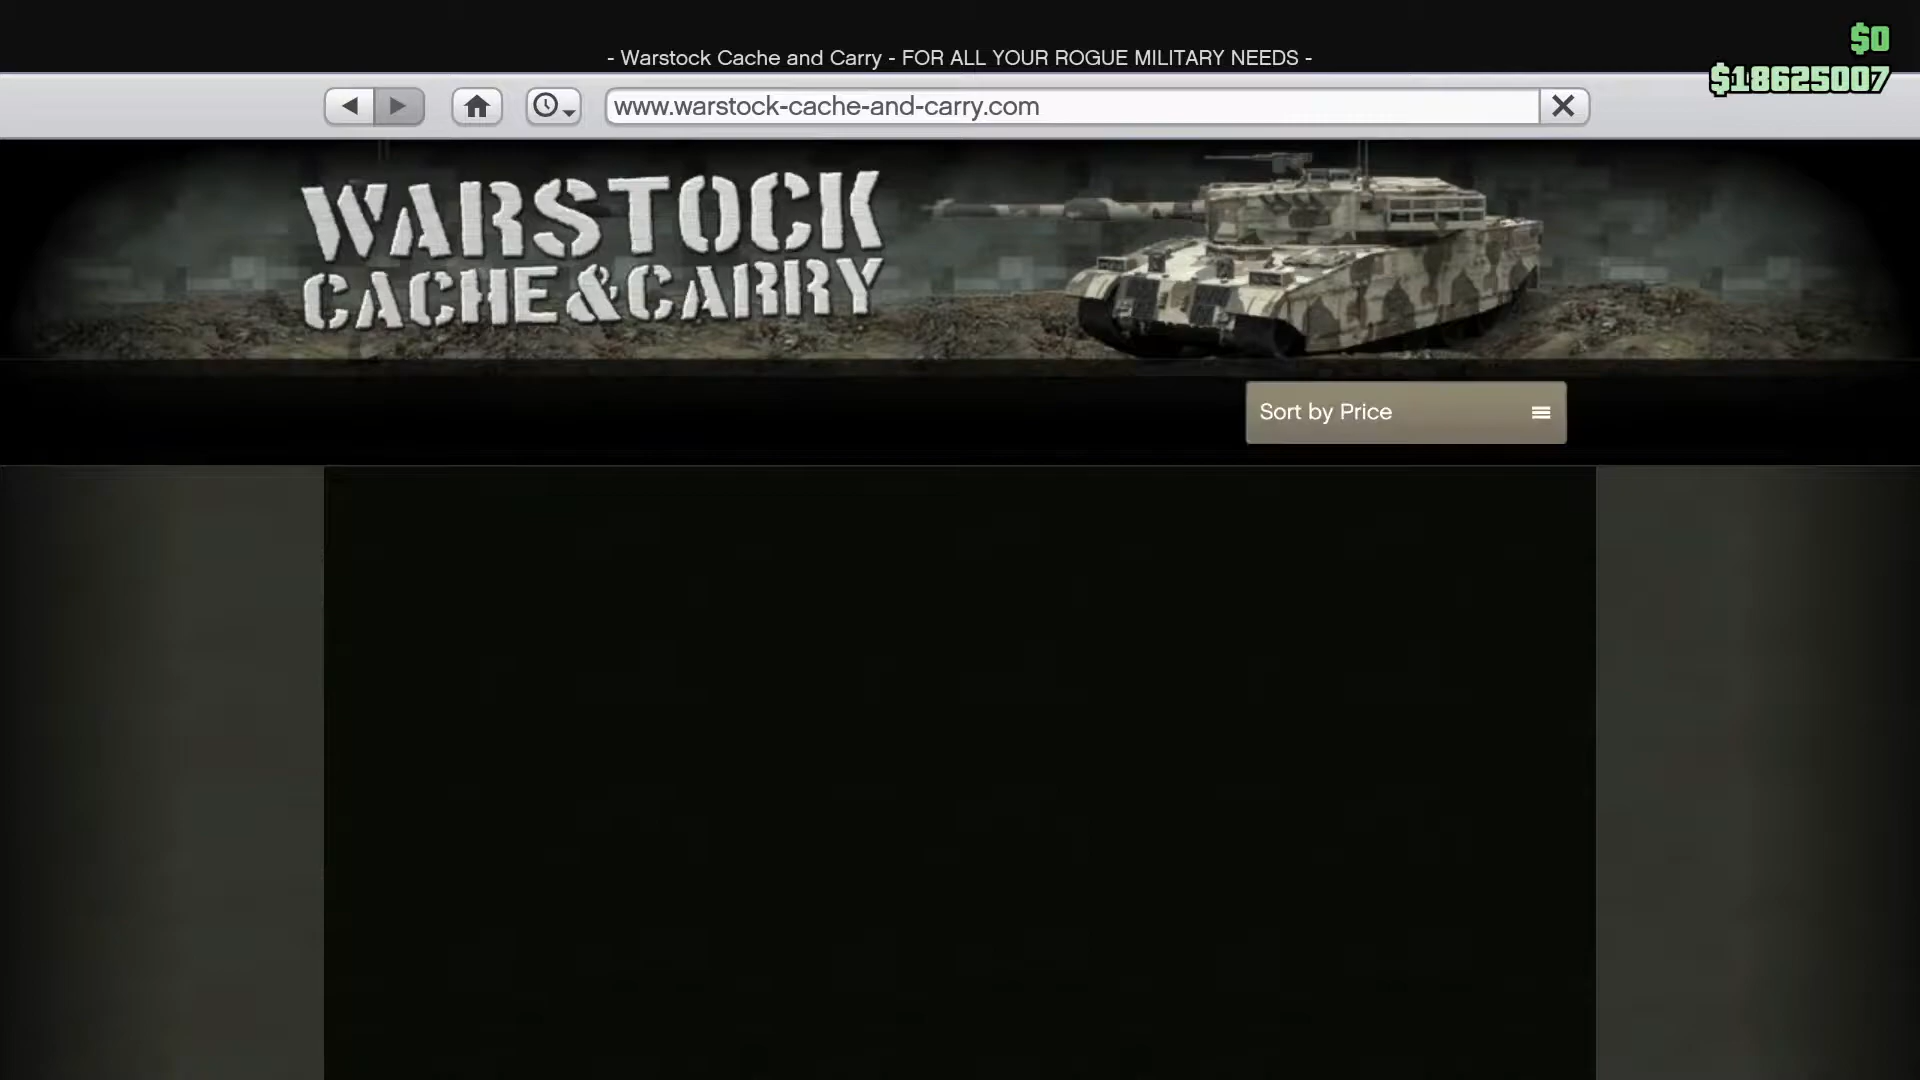 $0
- Warstock Cache and Carry - FOR ALL YOUR ROGUE MILITARY NEEDS -
$18625007
www.warstock-cache-and-carry.com
WARSTOCK
CACHE&CARRY
Sort by Price